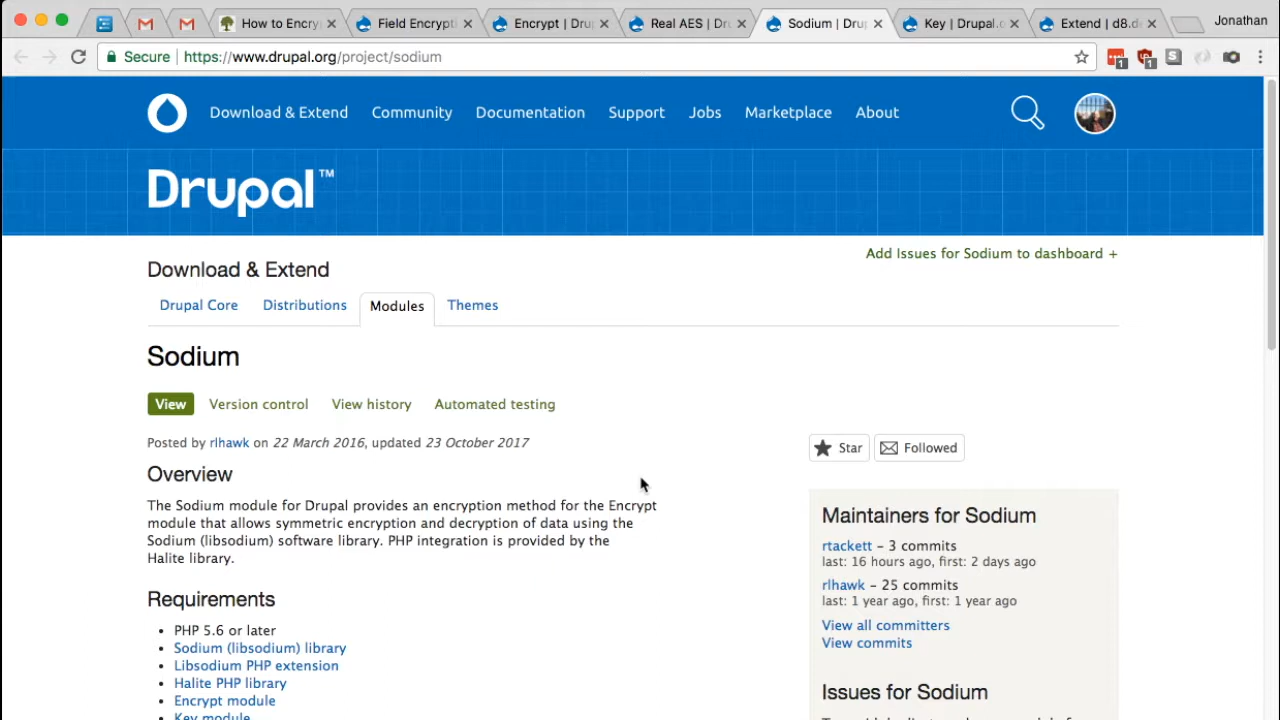 How to Encry
Field Encrypti
Encrypt | Dru
Real AES | Dr
Sodium | Dru
Key | Drupal.o
Extend | d8.d
Jonathan
Secure
https://www.drupal.org/project/sodium
1
1
Download & Extend
Community
Documentation
Support
Jobs
Marketplace
About
Drupal™
Add Issues for Sodium to dashboard +
Download & Extend
Drupal Core
Distributions
Modules
Themes
Sodium
View
Version control
View history
Automated testing
Posted by rlhawk on 22 March 2016, updated 23 October 2017
Star
Followed
Overview
The Sodium module for Drupal provides an encryption method for the Encrypt
module that allows symmetric encryption and decryption of data using the
Sodium (libsodium) software library. PHP integration is provided by the
Halite library.
Maintainers for Sodium
rtackett – 3 commits
last: 16 hours ago, first: 2 days ago
rlhawk – 25 commits
last: 1 year ago, first: 1 year ago
View all committers
View commits
Requirements
PHP 5.6 or later
Sodium (libsodium) library
Libsodium PHP extension
Halite PHP library
Encrypt module
Key module
Issues for Sodium